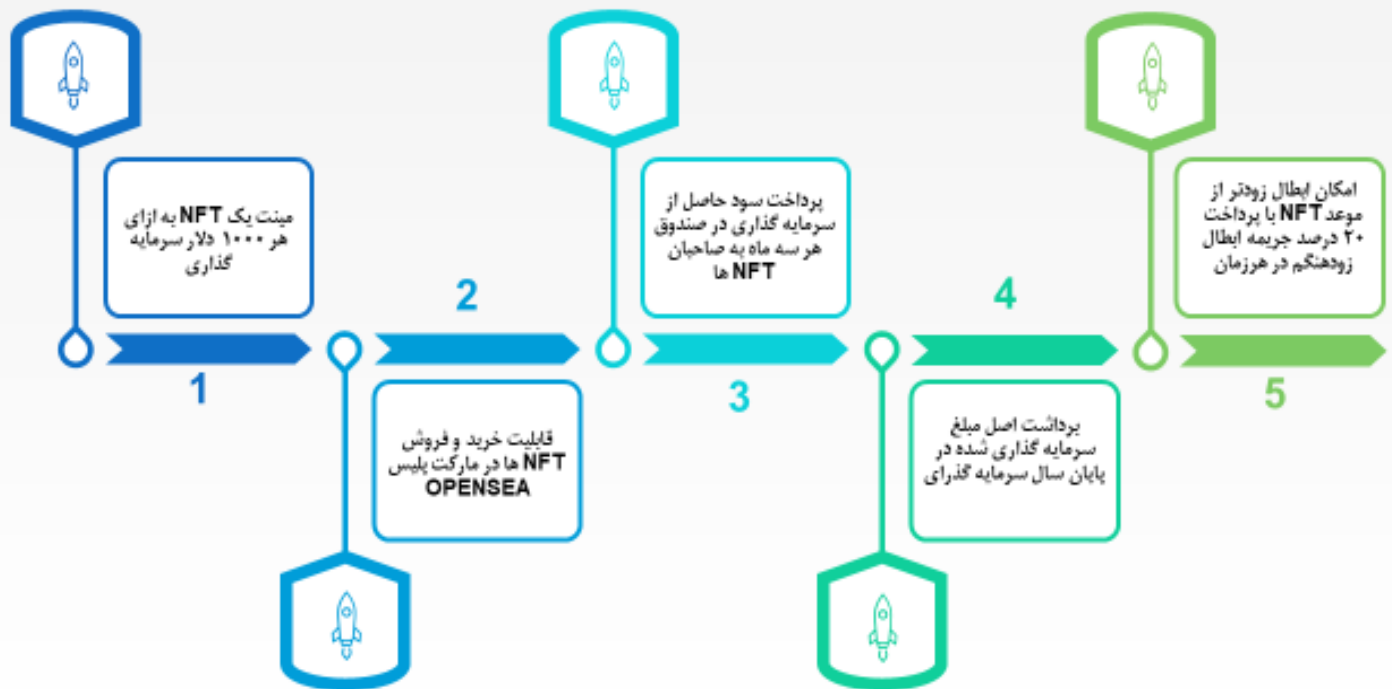 مینت یک NFT به ازای
هر ۱۰۰۰ دلار سرمایه
گذاری
1
2
قابلیت خرید و فروش
NFT ها در مارکت پلیس
OPENSEA
پرداخت سود حاصل از
سرمایه گذاری در صندوق
هر سه ماه به صاحبان
NFT ها
3
4
برداشت اصل مبلغ
سرمایه گذاری شده در
پایان سال سرمایه گذرای
امکان ابطال زودتر از
موعد NFT با پرداخت
۲۰ درصد جریمه ابطال
زودهنگم در هرزمان
5